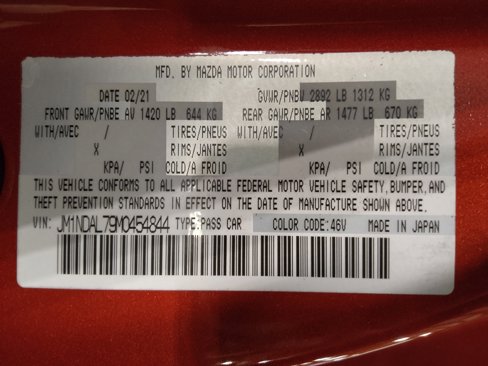 MFD. BY MAZDA MOTOR CORPORATION
DATE 02/21 GVWR/PNBV 2892 LB 1312 KG
FRONT GAWR/PNBE AV 1420 LB 644 KG REAR GAWR/PNBE AR 1477 LB 670 KG
WITH/AVEC / TIRES/PNEUS WITH/AVEC / TIRES/PNEUS
X RIMS/JANTES X RIMS/JANTES
KPA/ PSI COLD/A FROID KPA/ PSI COLD/A FROID
THIS VEHICLE CONFORMS TO ALL APPLICABLE FEDERAL MOTOR VEHICLE SAFETY, BUMPER, AND
THEFT PREVENTION STANDARDS IN EFFECT ON THE DATE OF MANUFACTURE SHOWN ABOVE.
VIN: JM1NDAL79M0454844 TYPE:PASS CAR COLOR CODE:46V MADE IN JAPAN